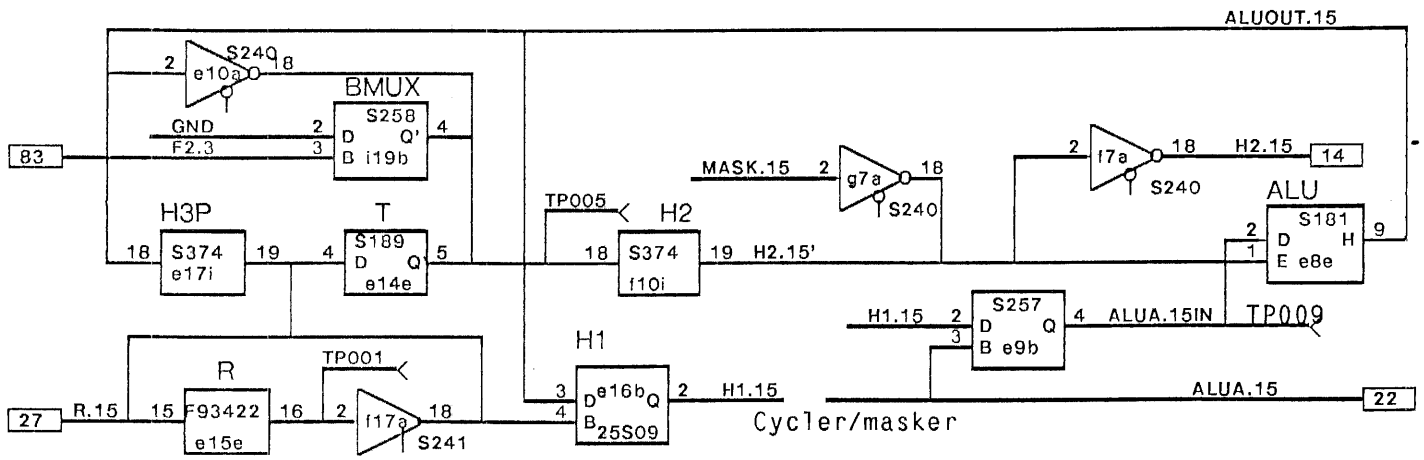 ALUOUT.15
S240
2 e10a 18
BMUX
S258
GND 2 D Q' 4
83 F2.3 3 B i19b
MASK.15 2 g7a 18
S240
2 f7a 18 H2.15 14
S240
ALU
TP005
H3P T H2
18 S374 19
e17i
S189
4 D Q' 5
e14e
18 S374 19 H2.15'
f10i
S181
2 D H 9
1 E e8e
S257
H1.15 2 D Q 4 ALUA.15IN TP009
3 B e9b
H1
R TP001
27 R.15 15 F93422 16
e15e
2 f17a 18
S241
3 D e16b Q 2 H1.15
4 B
25S09
ALUA.15 22
Cycler/masker